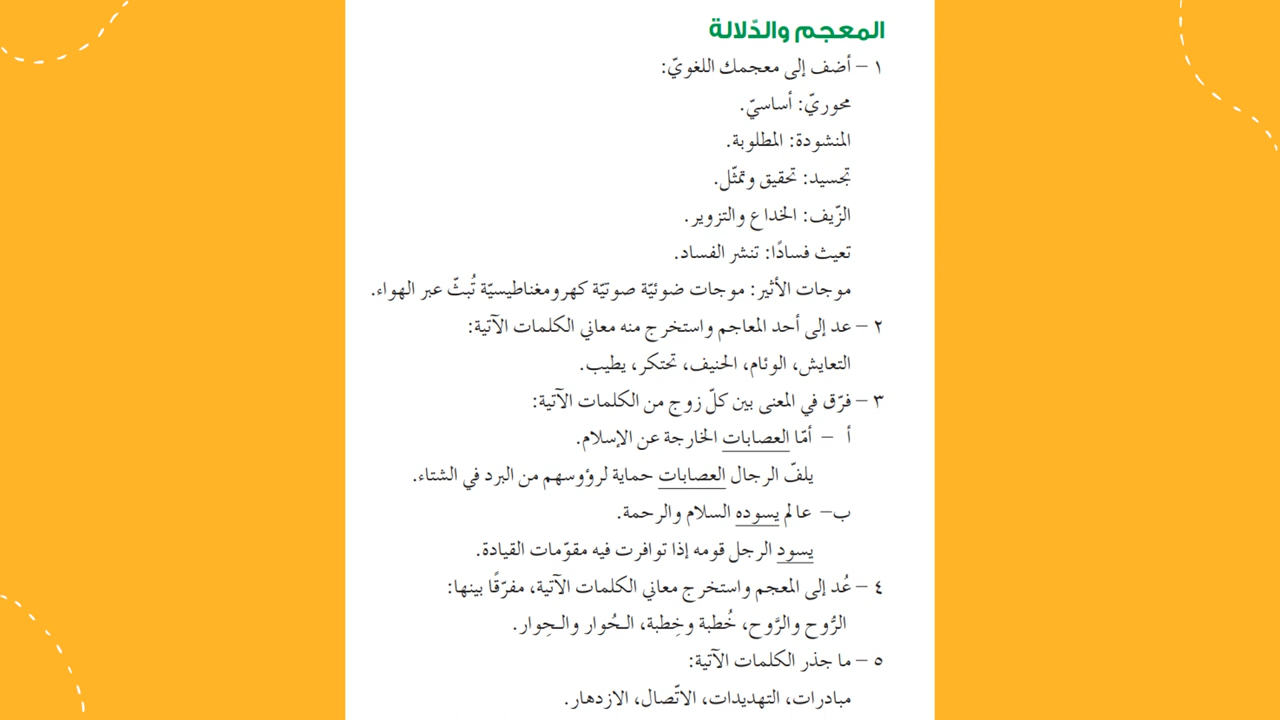 المعجم والدّلالة
١ – أضف إلى معجمك اللغويّ:
محوريّ: أساسيّ.
المنشودة: المطلوبة.
تجسيد: تحقيق وتمثّل.
الزّيف: الخداع والتزوير.
تعيث فسادًا: تنشر الفساد.
موجات الأثير: موجات ضوئيّة صوتيّة كهرومغناطيسيّة تُبثّ عبر الهواء.
٢ – عد إلى أحد المعاجم واستخرج منه معاني الكلمات الآتية:
التعايش، الوئام، الحنيف، تحتكر، يطيب.
٣ – فرّق في المعنى بين كلّ زوج من الكلمات الآتية:
أ – أمّا العصابات الخارجة عن الإسلام.
يلفّ الرجال العصابات حماية لرؤوسهم من البرد في الشتاء.
ب – عالم يسوده السلام والرحمة.
يسود الرجل قومه إذا توافرت فيه مقوّمات القيادة.
٤ – عُد إلى المعجم واستخرج معاني الكلمات الآتية، مفرّقًا بينها:
الرُّوح والرَّوح، خُطبة وخِطبة، الـحُوار والـحِوار.
٥ – ما جذر الكلمات الآتية:
مبادرات، التهديدات، الاتّصال، الازدهار.